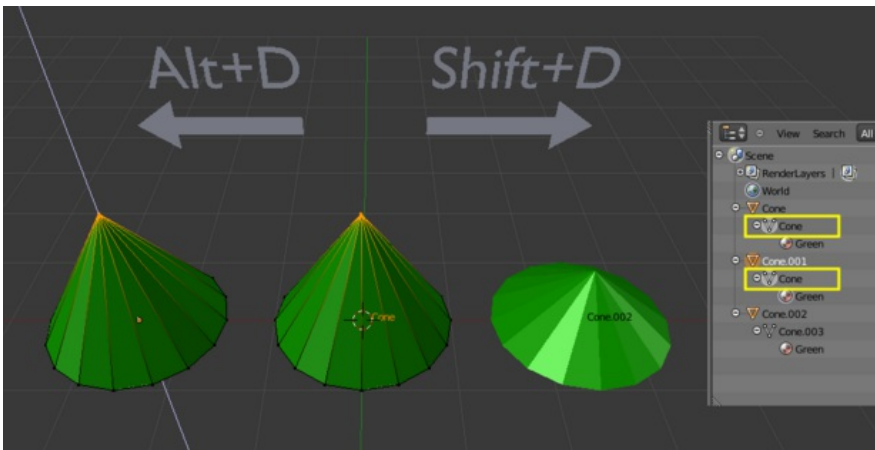 Alt+D
Shift+D
View Search All
Scene
RenderLayers |
World
Cone
Cone
Green
Cone.001
Cone
Green
Cone.002
Cone.003
Green
Cone
Cone.002